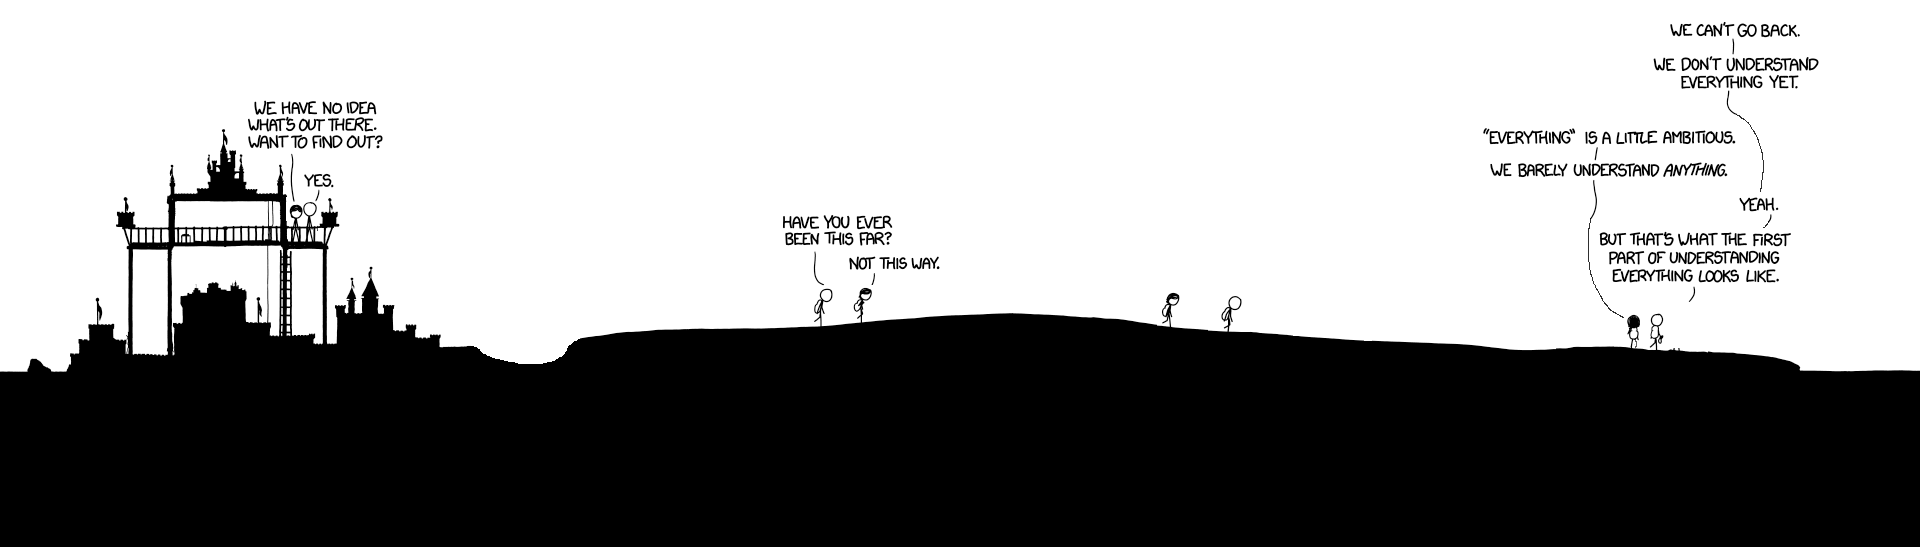 WE HAVE NO IDEA
WHAT'S OUT THERE.
WANT TO FIND OUT?
YES.
HAVE YOU EVER
BEEN THIS FAR?
NOT THIS WAY.
WE CAN'T GO BACK.
WE DON'T UNDERSTAND
EVERYTHING YET.
"EVERYTHING" IS A LITTLE AMBITIOUS.
WE BARELY UNDERSTAND ANYTHING.
YEAH.
BUT THAT'S WHAT THE FIRST
PART OF UNDERSTANDING
EVERYTHING LOOKS LIKE.